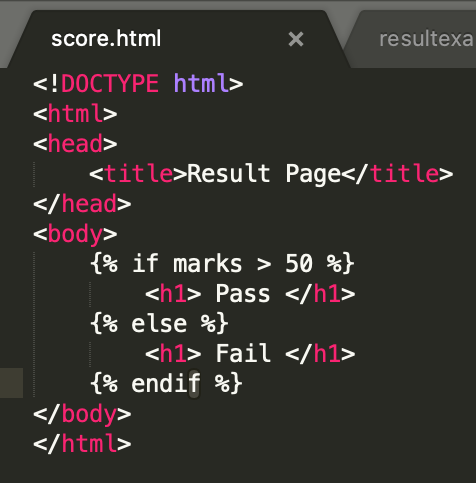 score.html × resultexa
<!DOCTYPE html>
<html>
<head>
    <title>Result Page</title>
</head>
<body>
    {% if marks > 50 %}
        <h1> Pass </h1>
    {% else %}
        <h1> Fail </h1>
    {% endif %}
</body>
</html>